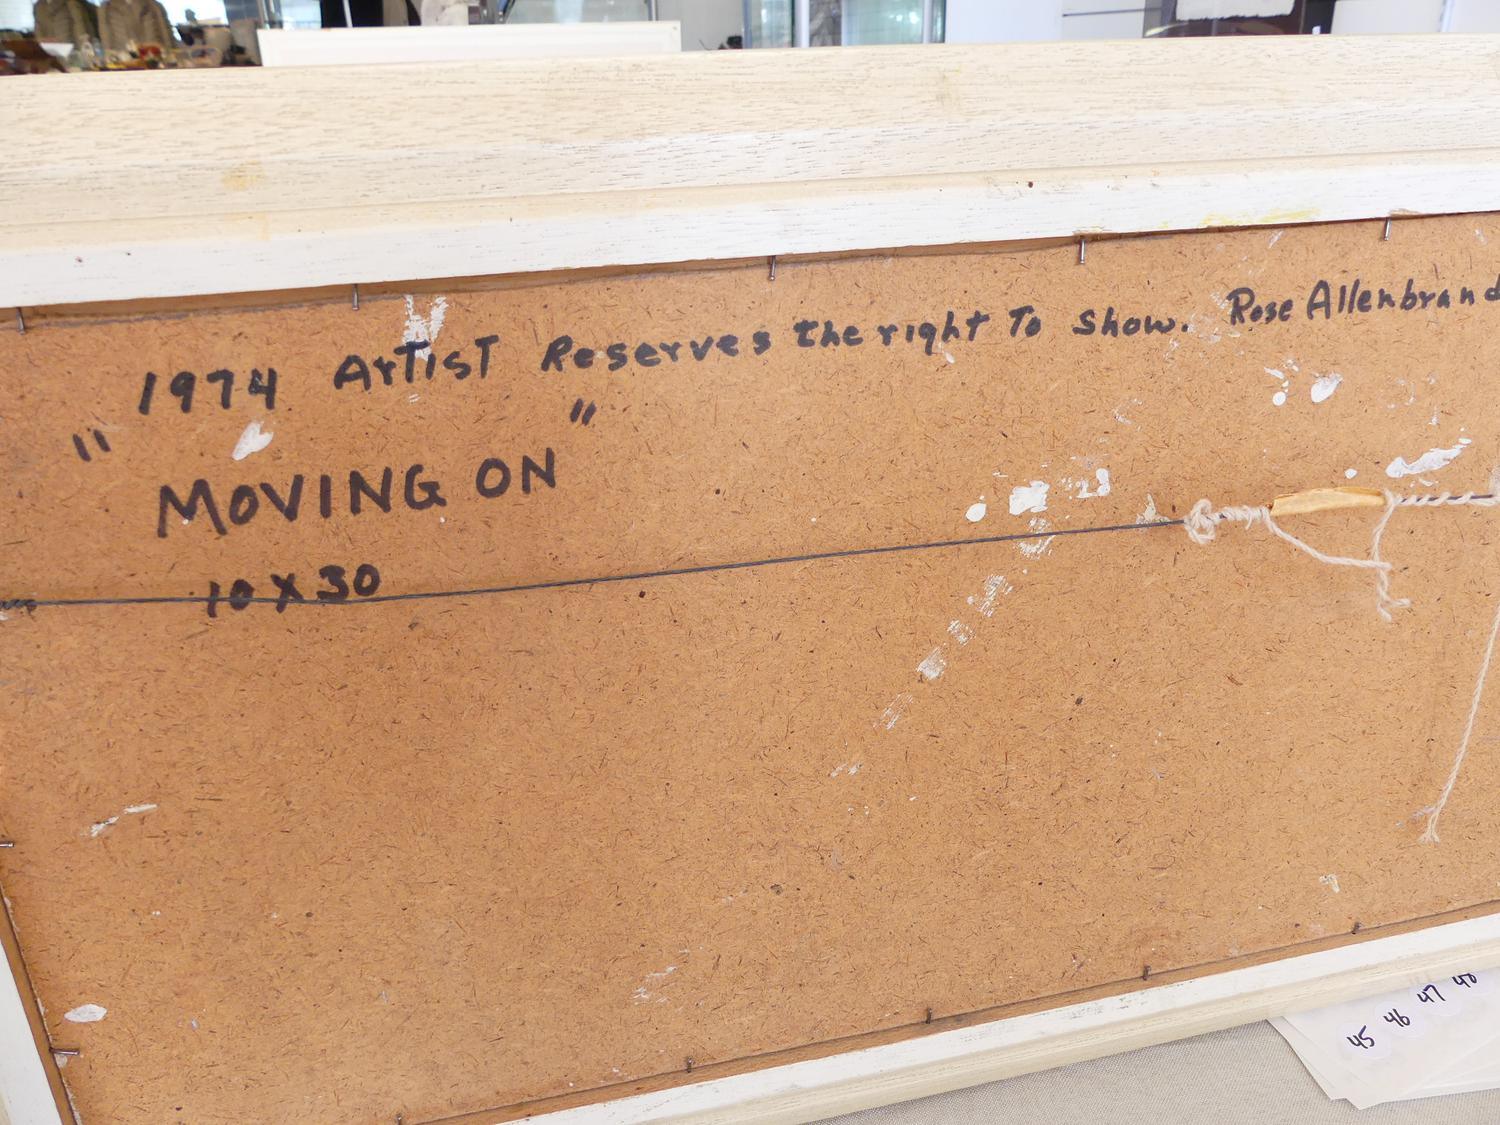 1974 ArTisT Reserves the right To show. Rose Allenbrand
" MOVING ON "
10 X 30
45 46 47 48